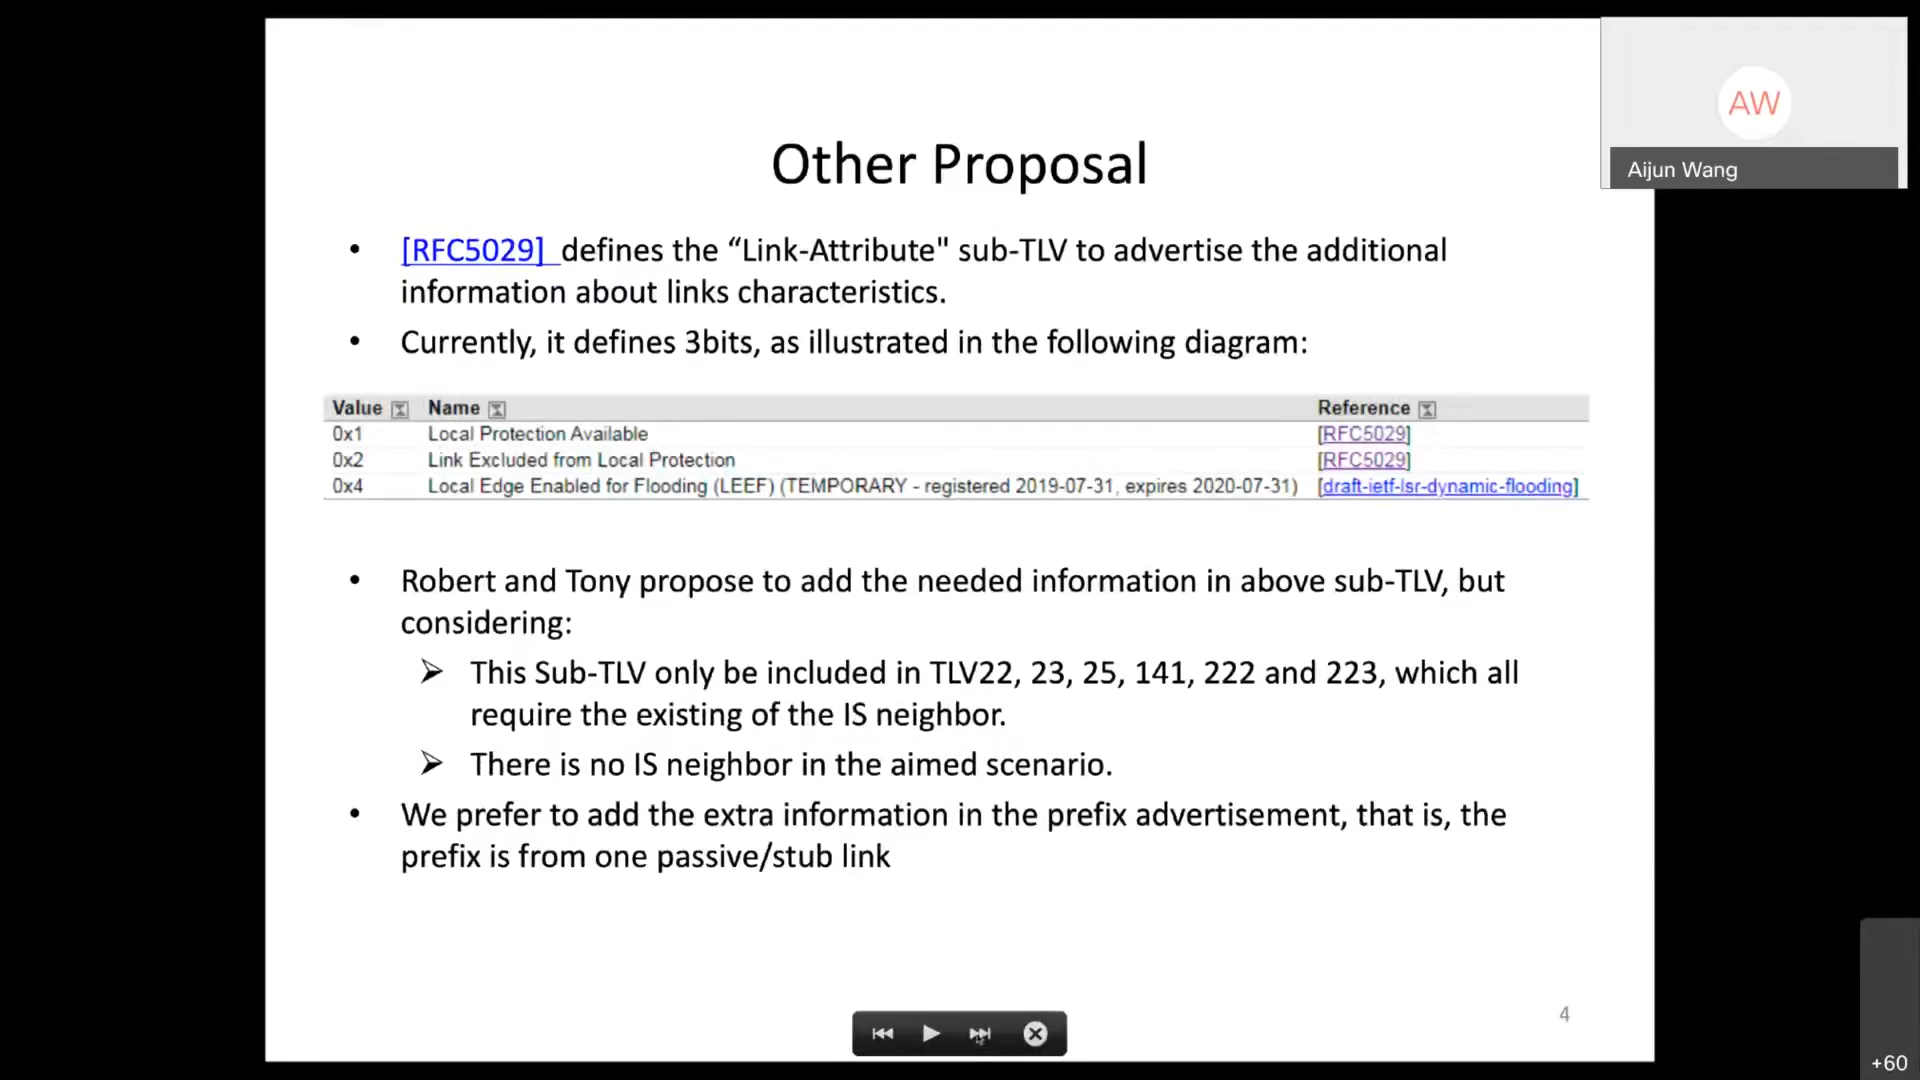 AW
Aijun Wang
Other Proposal
• [RFC5029] defines the “Link-Attribute" sub-TLV to advertise the additional
information about links characteristics.
• Currently, it defines 3bits, as illustrated in the following diagram:
Value Name Reference
0x1 Local Protection Available [RFC5029]
0x2 Link Excluded from Local Protection [RFC5029]
0x4 Local Edge Enabled for Flooding (LEEF) (TEMPORARY - registered 2019-07-31, expires 2020-07-31) [draft-ietf-lsr-dynamic-flooding]
• Robert and Tony propose to add the needed information in above sub-TLV, but
considering:
➢ This Sub-TLV only be included in TLV22, 23, 25, 141, 222 and 223, which all
require the existing of the IS neighbor.
➢ There is no IS neighbor in the aimed scenario.
• We prefer to add the extra information in the prefix advertisement, that is, the
prefix is from one passive/stub link
4
+60